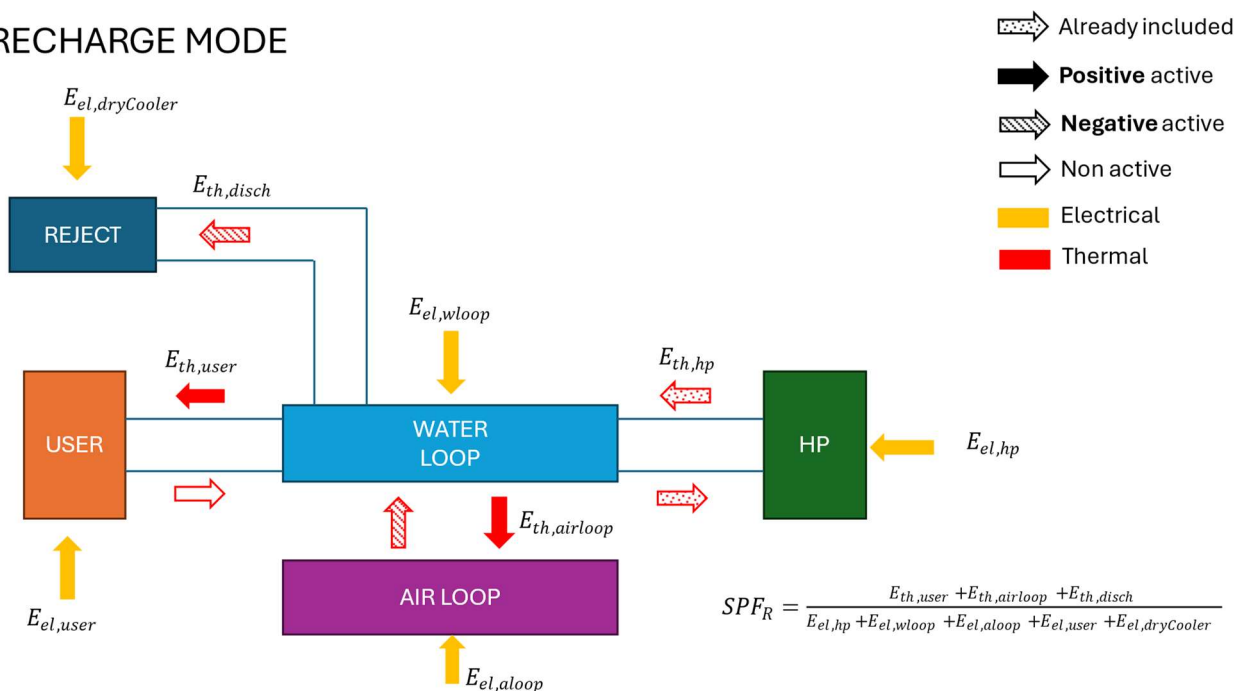 RECHARGE MODE
Already included
Positive active
Negative active
Non active
Electrical
Thermal
E_{el,dryCooler}
E_{th,disch}
REJECT
E_{el,wloop}
E_{th,user}
E_{th,hp}
USER
WATER
LOOP
HP
E_{el,hp}
E_{th,airloop}
AIR LOOP
E_{el,user}
E_{el,aloop}
SPF_R = \frac{E_{th,user} + E_{th,airloop} + E_{th,disch}}{E_{el,hp} + E_{el,wloop} + E_{el,aloop} + E_{el,user} + E_{el,dryCooler}}